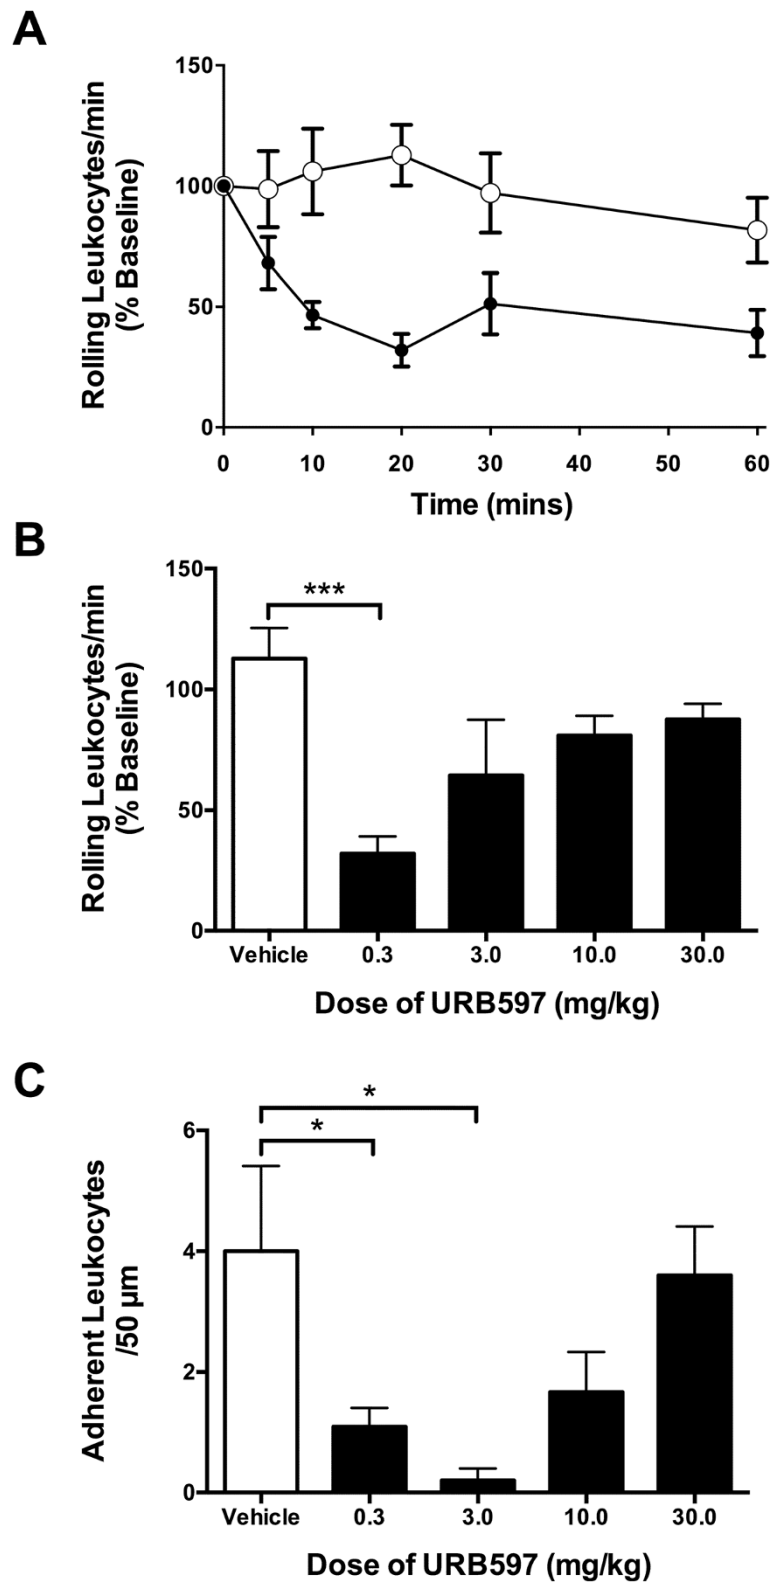 A
Rolling Leukocytes/min
(% Baseline)
150
100
50
0
0 10 20 30 40 50 60
Time (mins)
B
Rolling Leukocytes/min
(% Baseline)
150
100
50
0
***
Vehicle 0.3 3.0 10.0 30.0
Dose of URB597 (mg/kg)
C
Adherent Leukocytes
/50 µm
6
4
2
0
*
*
Vehicle 0.3 3.0 10.0 30.0
Dose of URB597 (mg/kg)